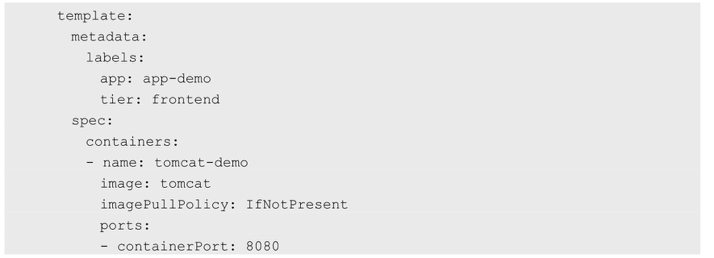 template:
  metadata:
    labels:
      app: app-demo
      tier: frontend
  spec:
    containers:
    - name: tomcat-demo
      image: tomcat
      imagePullPolicy: IfNotPresent
      ports:
      - containerPort: 8080